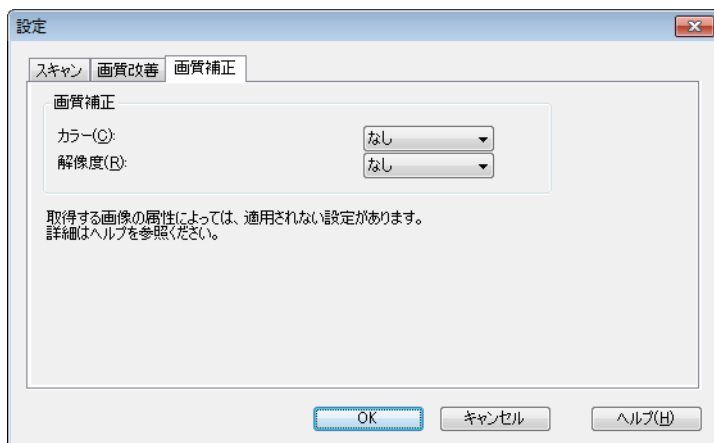 設定
スキャン 画質改善 画質補正
画質補正
カラー(C): なし
解像度(R): なし
取得する画像の属性によっては、適用されない設定があります。
詳細はヘルプを参照ください。
OK キャンセル ヘルプ(H)